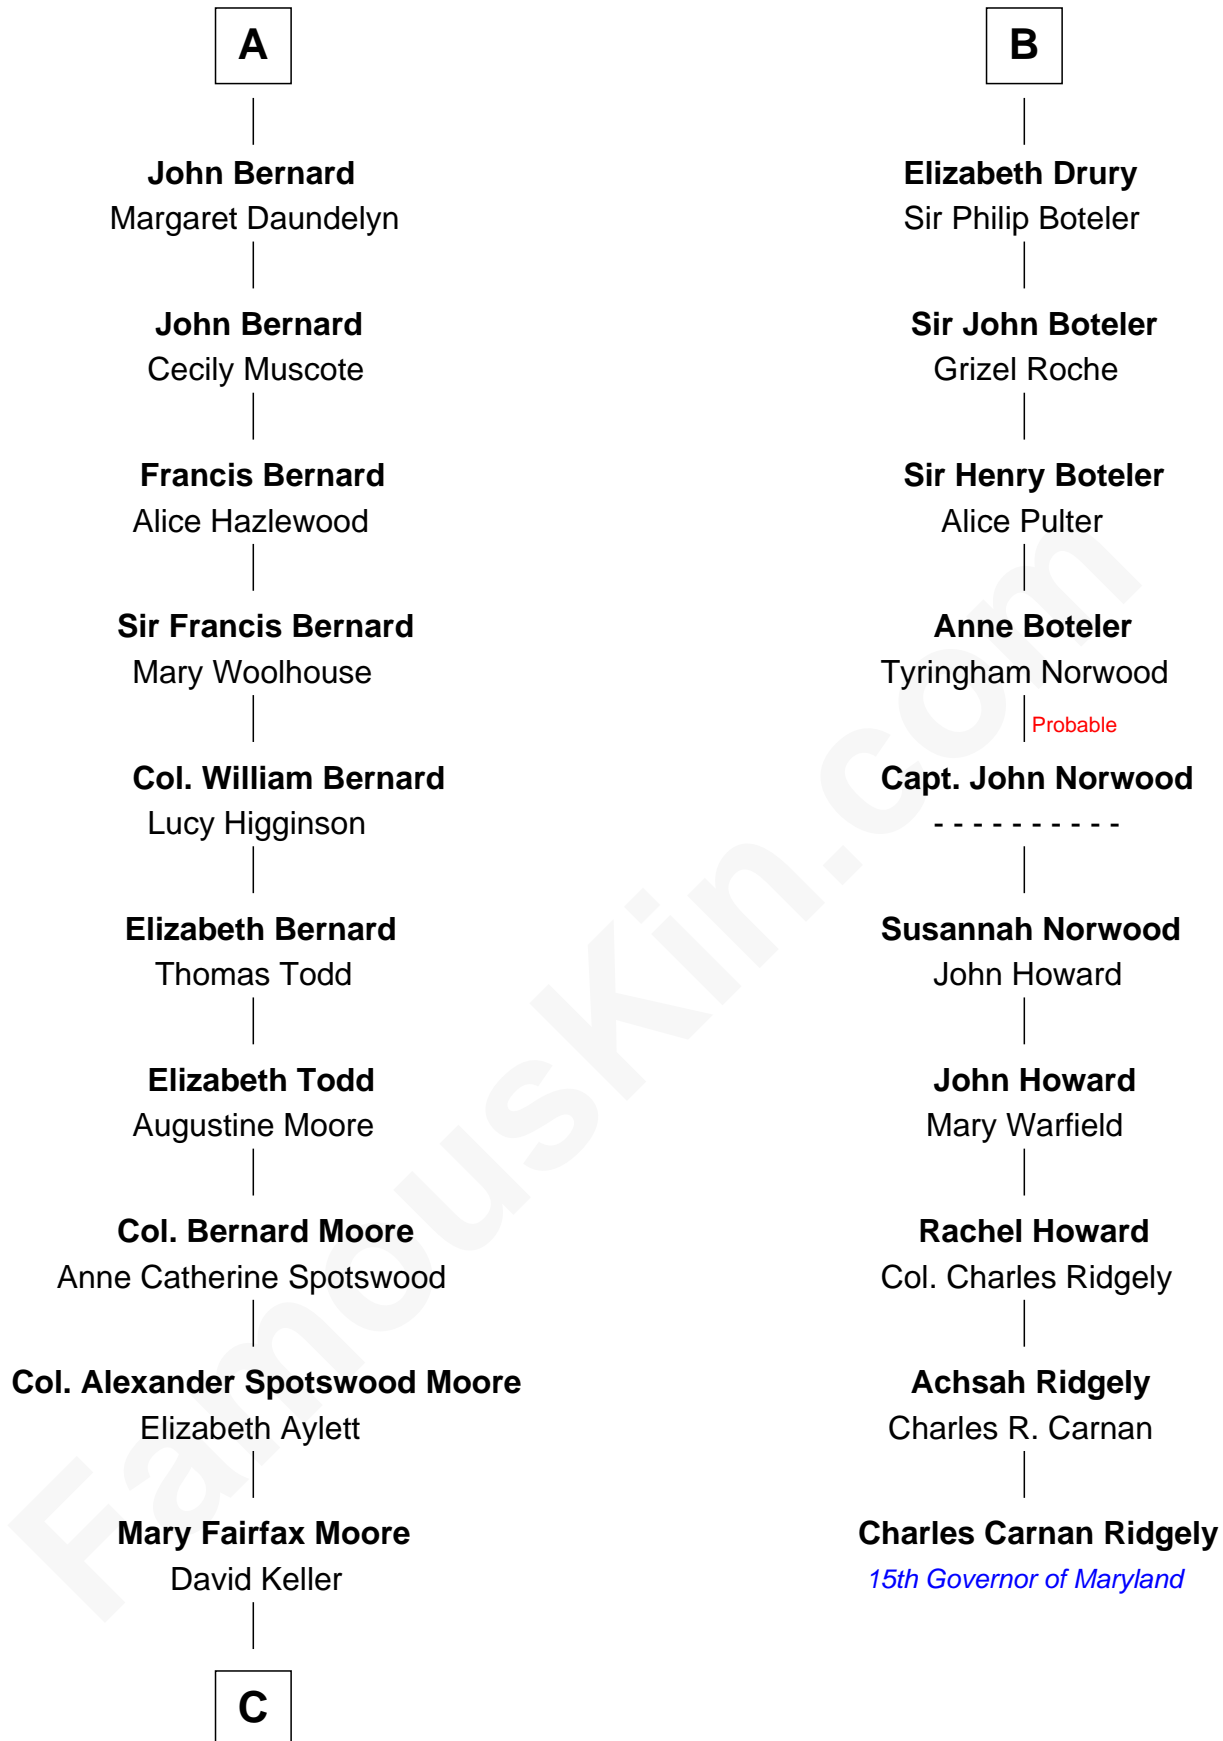 A
John Bernard
Margaret Daundelyn
John Bernard
Cecily Muscote
Francis Bernard
Alice Hazlewood
Sir Francis Bernard
Mary Woolhouse
Col. William Bernard
Lucy Higginson
Elizabeth Bernard
Thomas Todd
Elizabeth Todd
Augustine Moore
Col. Bernard Moore
Anne Catherine Spotswood
Col. Alexander Spotswood Moore
Elizabeth Aylett
Mary Fairfax Moore
David Keller
C
B
Elizabeth Drury
Sir Philip Boteler
Sir John Boteler
Grizel Roche
Sir Henry Boteler
Alice Pulter
Anne Boteler
Tyringham Norwood
Probable
Capt. John Norwood
- - - - - - - - - -
Susannah Norwood
John Howard
John Howard
Mary Warfield
Rachel Howard
Col. Charles Ridgely
Achsah Ridgely
Charles R. Carnan
Charles Carnan Ridgely
15th Governor of Maryland
FamousKin.com